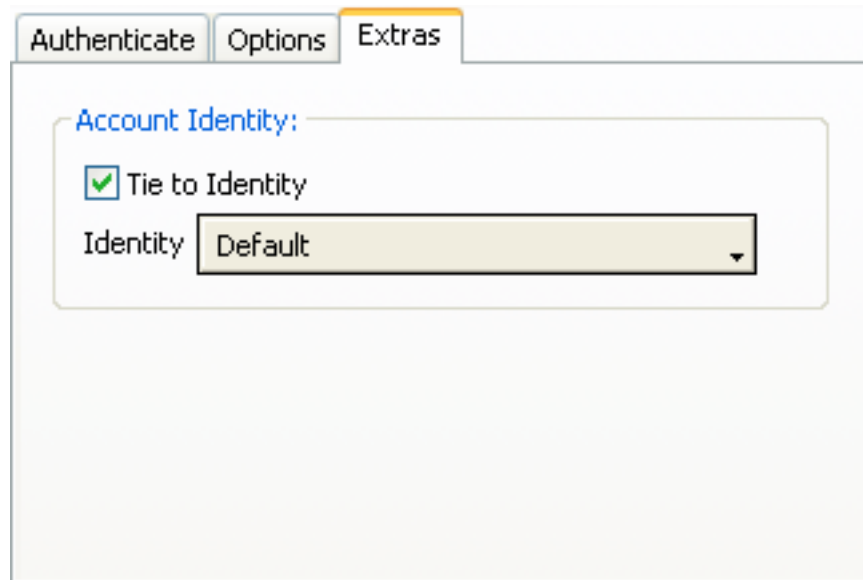 Authenticate Options Extras
Account Identity:
Tie to Identity
Identity Default